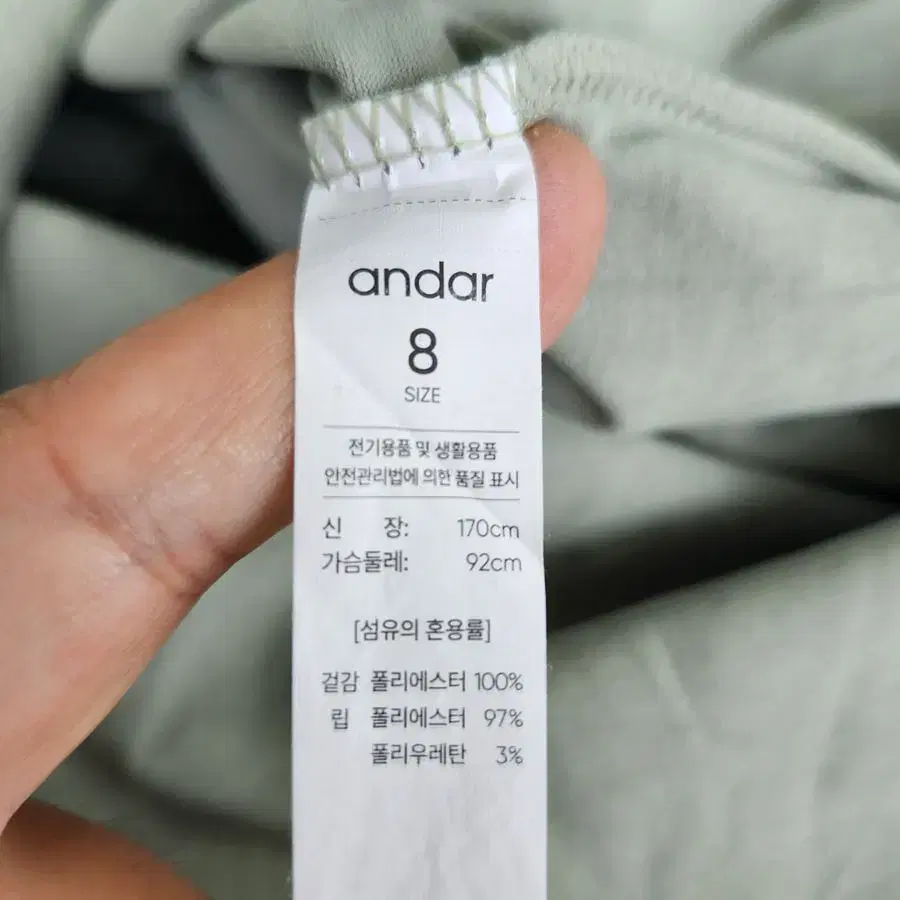 andar
8
SIZE
전기용품 및 생활용품
안전관리법에 의한 품질 표시
신 장: 170cm
가슴둘레: 92cm
[섬유의 혼용률]
겉감 폴리에스터 100%
립 폴리에스터 97%
폴리우레탄 3%